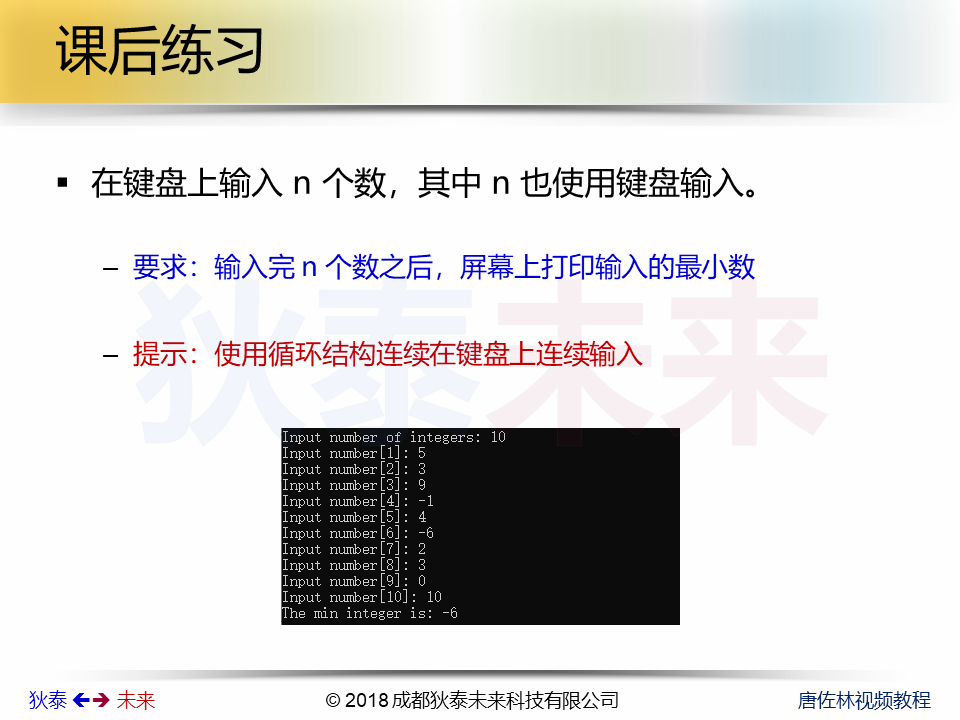 课后练习
▪ 在键盘上输入 n 个数，其中 n 也使用键盘输入。
– 要求：输入完 n 个数之后，屏幕上打印输入的最小数
– 提示：使用循环结构连续在键盘上连续输入
狄泰未来
Input number of integers: 10
Input number[1]: 5
Input number[2]: 3
Input number[3]: 9
Input number[4]: -1
Input number[5]: 4
Input number[6]: -6
Input number[7]: 2
Input number[8]: 3
Input number[9]: 0
Input number[10]: 10
The min integer is: -6
狄泰 未来
© 2018 成都狄泰未来科技有限公司
唐佐林视频教程